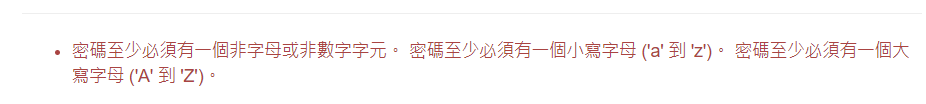 密碼至少必須有一個非字母或非數字字元。 密碼至少必須有一個小寫字母 ('a' 到 'z')。 密碼至少必須有一個大
寫字母 ('A' 到 'Z')。